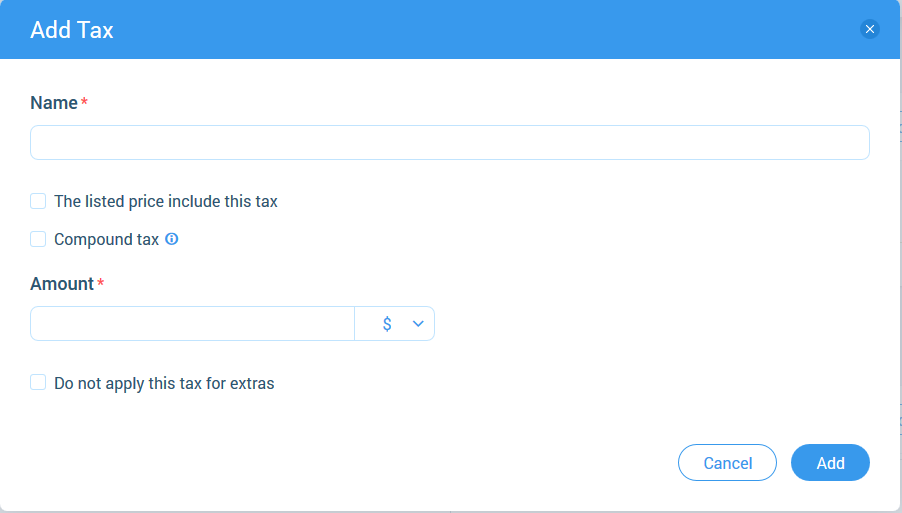 Add Tax
Name *
The listed price include this tax
Compound tax
Amount *
$
Do not apply this tax for extras
Cancel Add